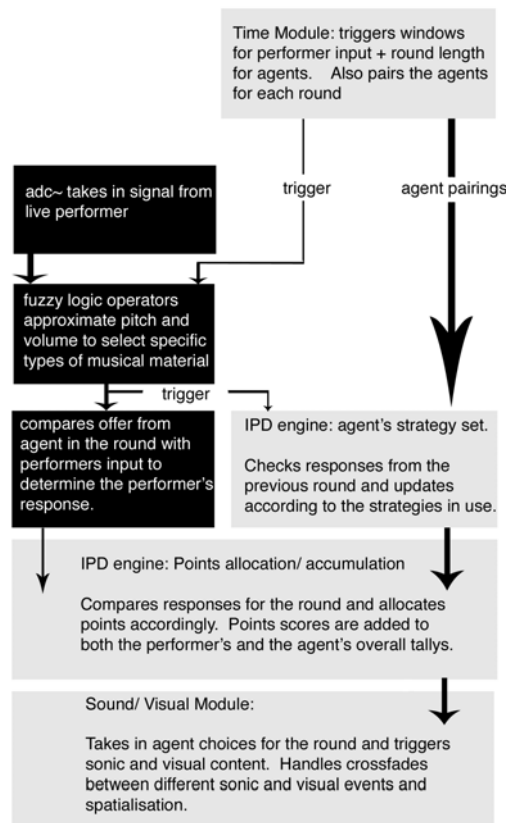 Time Module: triggers windows
for performer input + round length
for agents.   Also pairs the agents
for each round
adc~ takes in signal from
live performer
trigger
agent pairings
fuzzy logic operators
approximate pitch and
volume to select specific
types of musical material
trigger
compares offer from
agent in the round with
performers input to
determine the performer's
response.
IPD engine: agent's strategy set.
Checks responses from the
previous round and updates
according to the strategies in use.
IPD engine: Points allocation/ accumulation
Compares responses for the round and allocates
points accordingly.  Points scores are added to
both the performer's and the agent's overall tallys.
Sound/ Visual Module:
Takes in agent choices for the round and triggers
sonic and visual content.  Handles crossfades
between different sonic and visual events and
spatialisation.